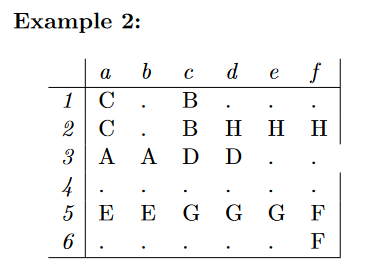 Example 2:
a b c d e f
1 C . B . . .
2 C . B H H H
3 A A D D . .
4 . . . . . .
5 E E G G G F
6 . . . . . F